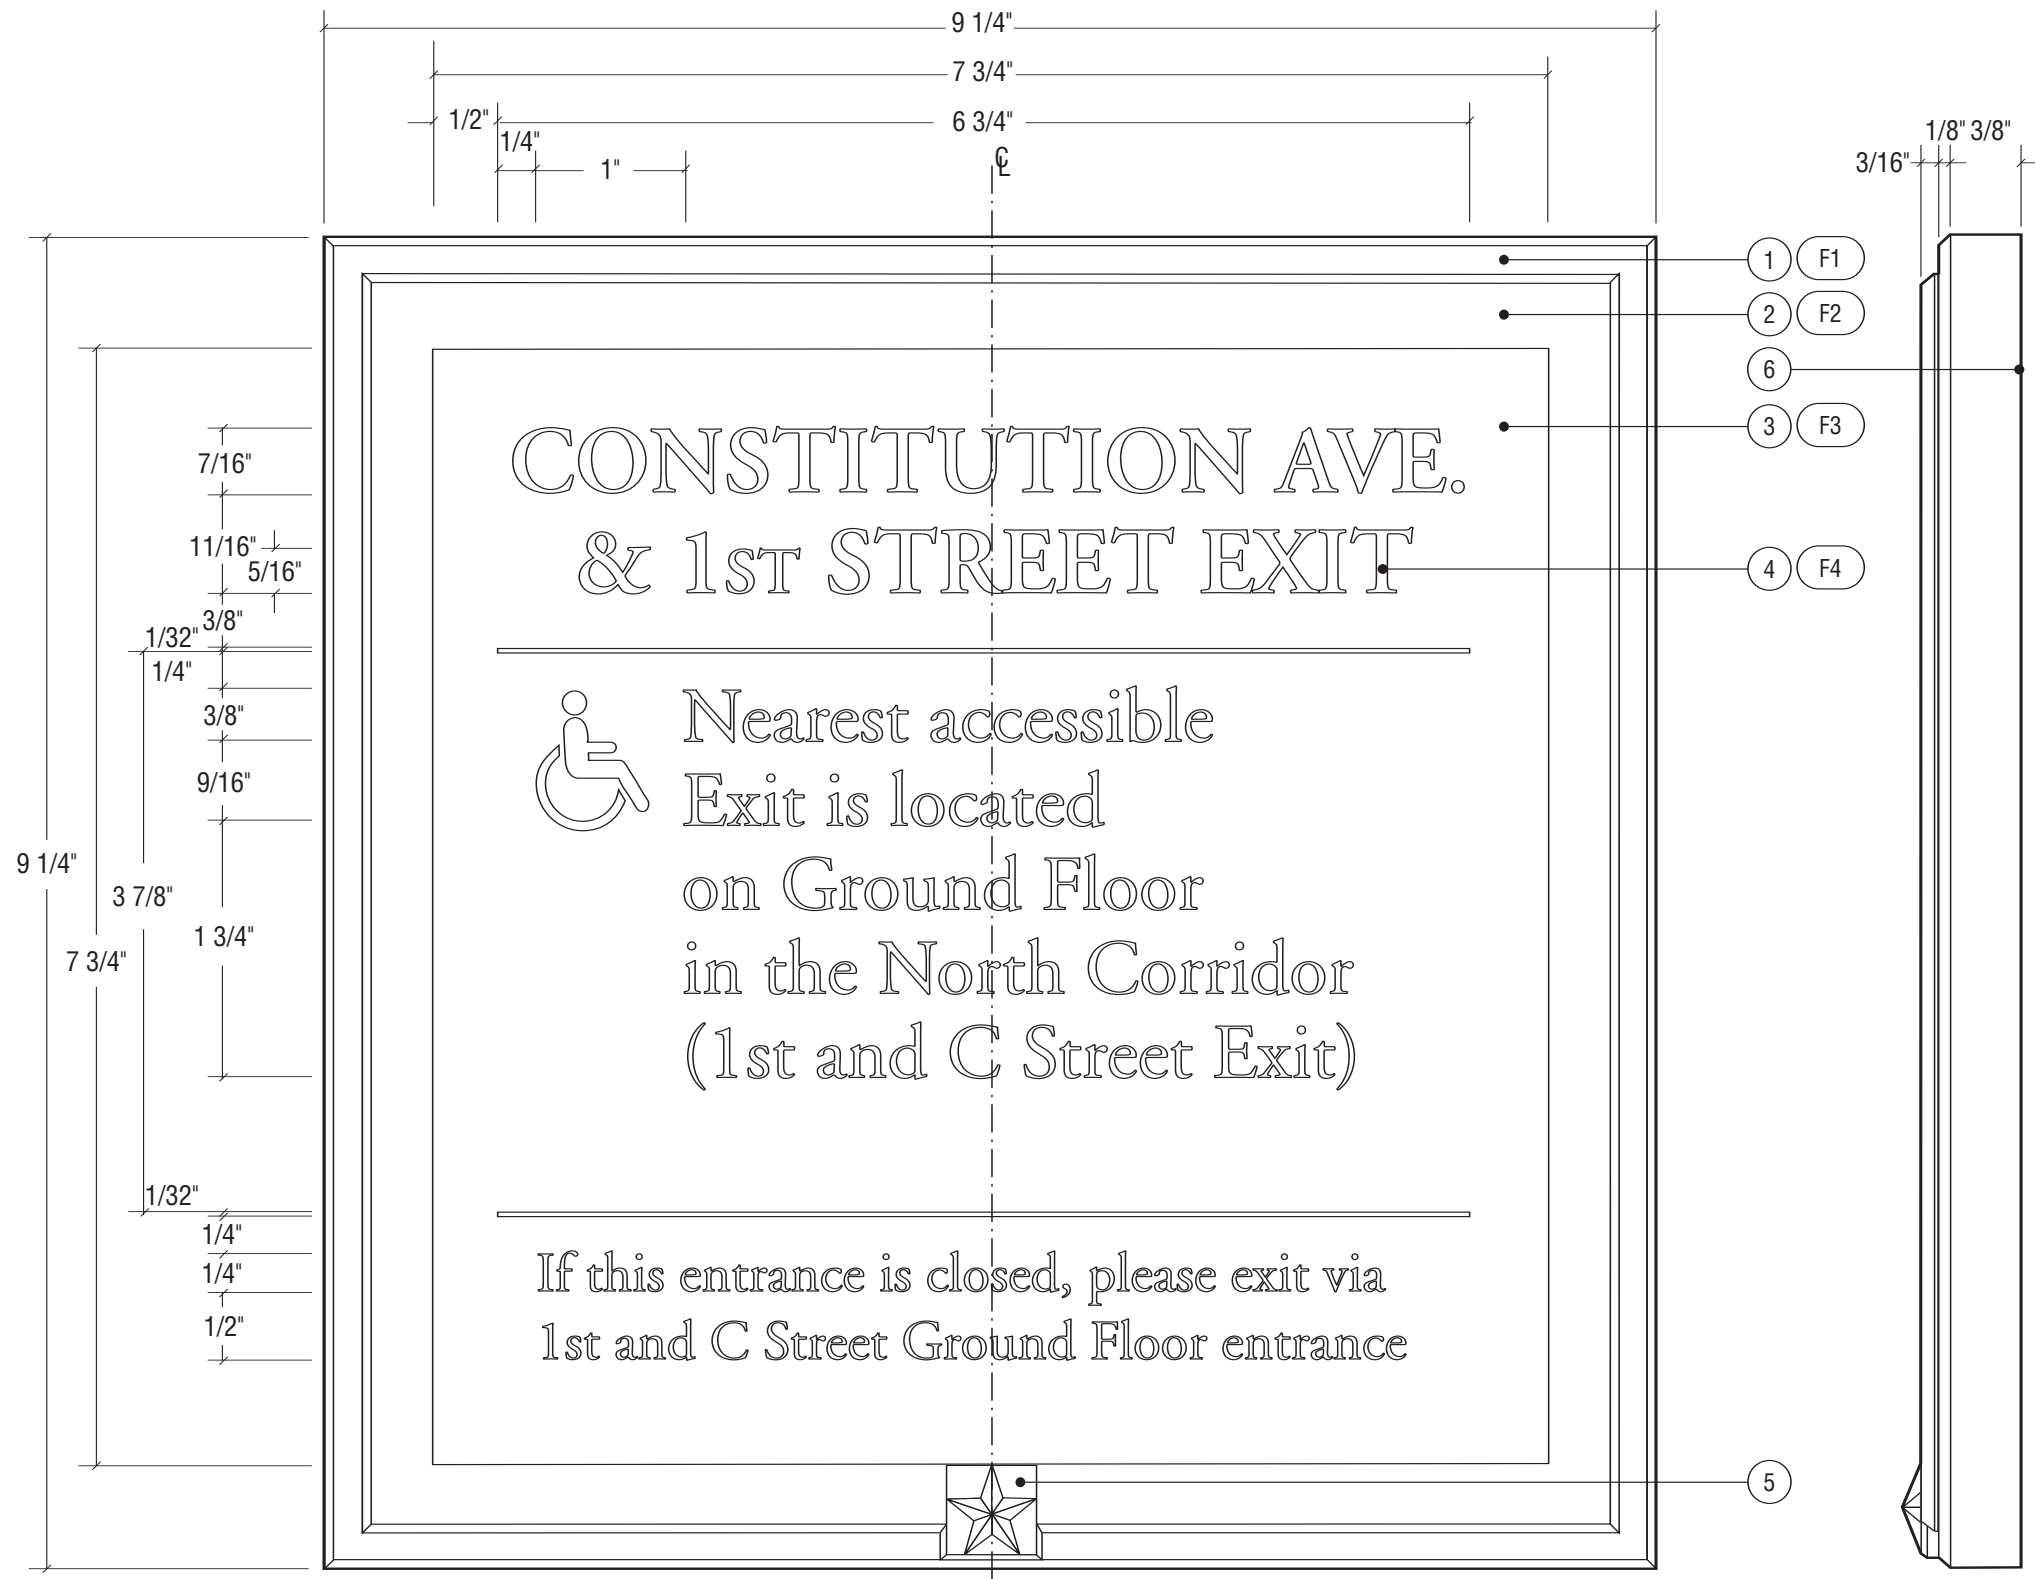 9 1/4"
7 3/4"
1/2" 6 3/4"
1/4"
1"
℄
1/8" 3/8"
3/16"
1 F1
2 F2
6
3 F3
CONSTITUTION AVE.
7/16"
& 1ST STREET EXIT
11/16"
5/16"
4 F4
3/8"
1/32"
1/4"
Nearest accessible
3/8"
Exit is located
9/16"
on Ground Floor
9 1/4"
3 7/8"
1 3/4"
7 3/4"
in the North Corridor
(1st and C Street Exit)
1/32"
1/4"
If this entrance is closed, please exit via
1/4"
1st and C Street Ground Floor entrance
1/2"
5